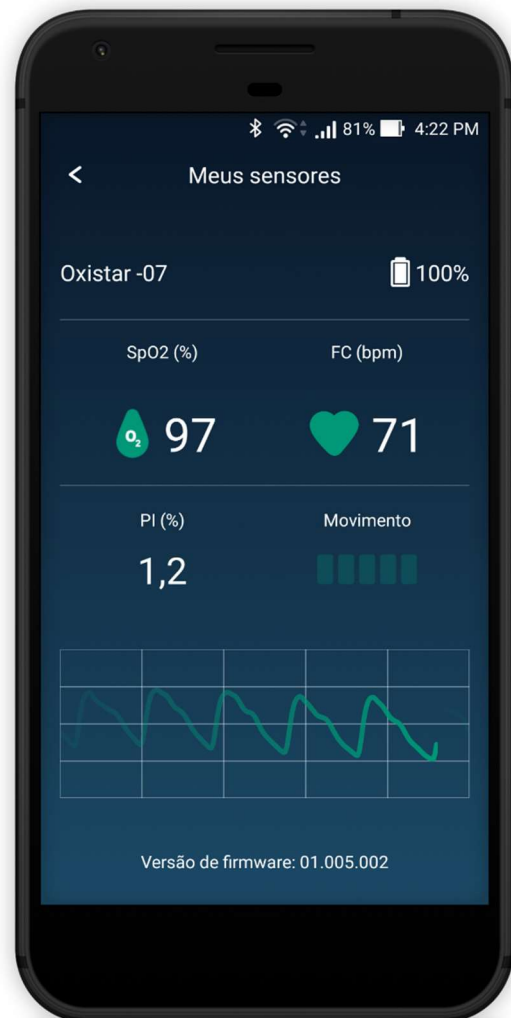 81% 4:22 PM
< Meus sensores
Oxistar -07 100%
SpO2 (%) FC (bpm)
O₂ 97 71
PI (%) Movimento
1,2
Versão de firmware: 01.005.002